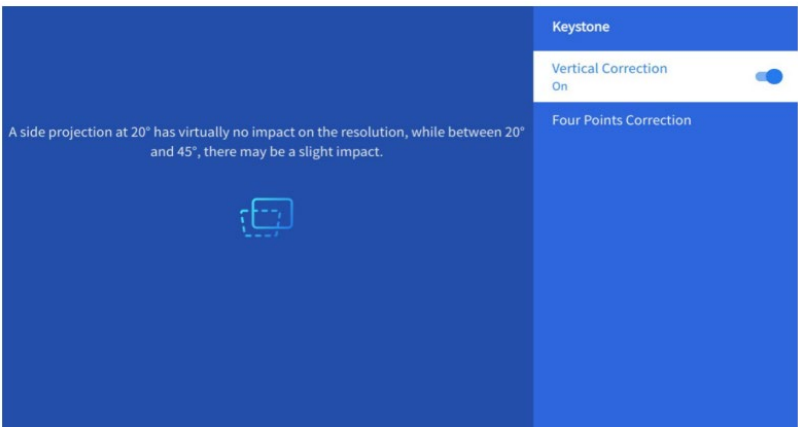 Keystone
Vertical Correction
On
Four Points Correction
A side projection at 20° has virtually no impact on the resolution, while between 20°
and 45°, there may be a slight impact.